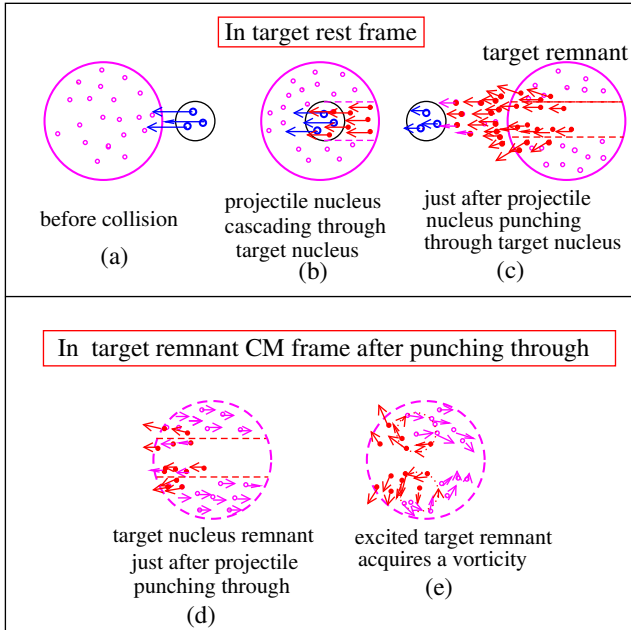 In target rest frame
target remnant
before collision
(a)
projectile nucleus
cascading through
target nucleus
(b)
just after projectile
nucleus punching
through target nucleus
(c)
In target remnant CM frame after punching through
target nucleus remnant
just after projectile
punching through
(d)
excited target remnant
acquires a vorticity
(e)